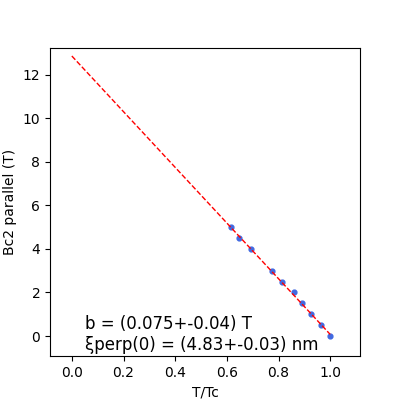 12
10
8
6
4
2
0
Bc2 parallel (T)
b = (0.075+-0.04) T
ξperp(0) = (4.83+-0.03) nm
0.0 0.2 0.4 0.6 0.8 1.0
T/Tc